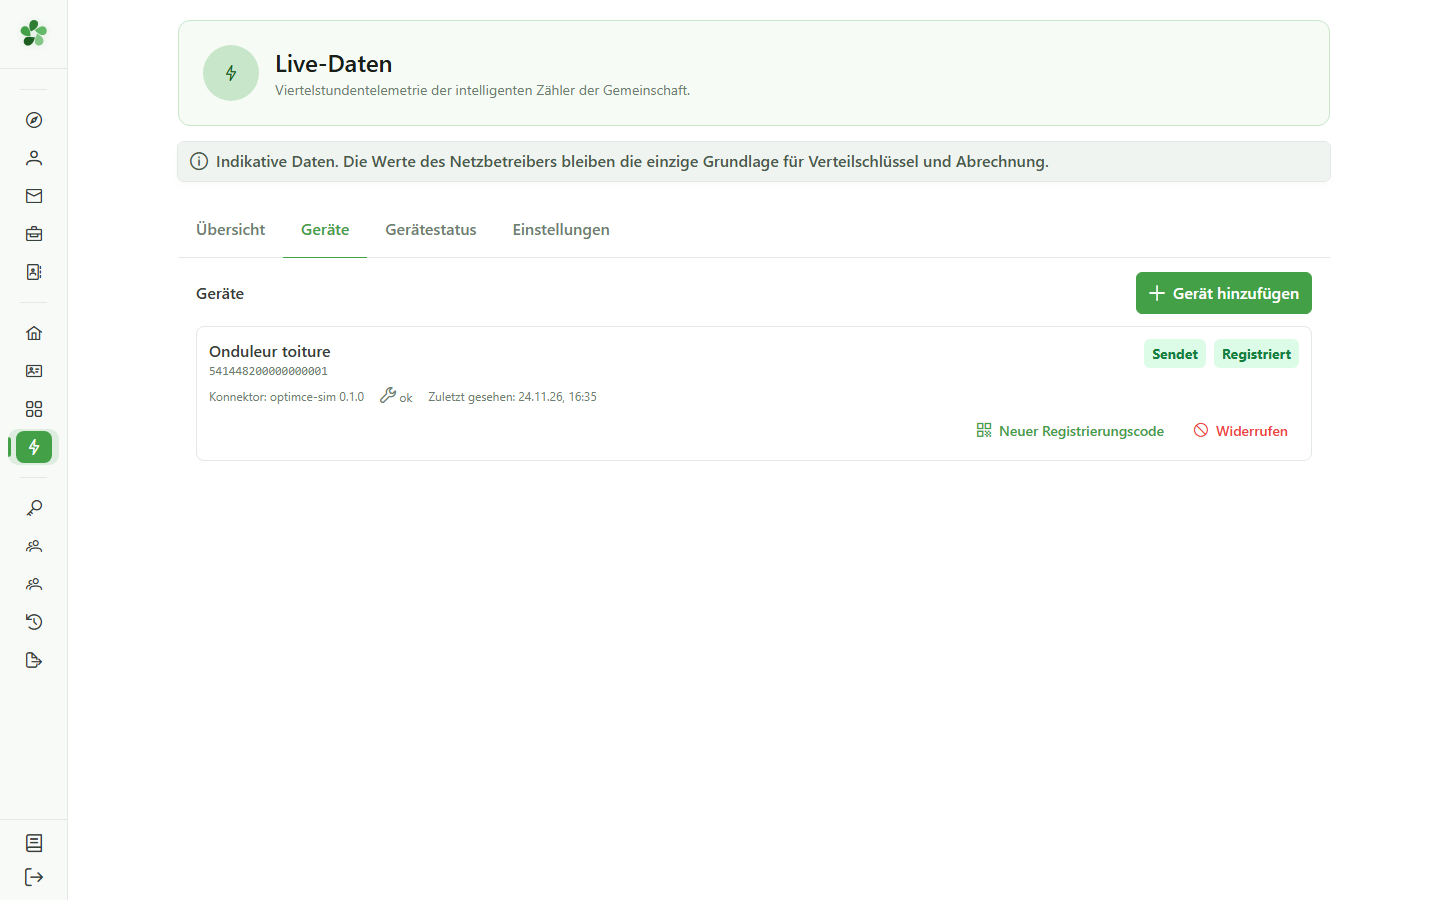 Live-Daten
Viertelstundentelemetrie der intelligenten Zähler der Gemeinschaft.
Indikative Daten. Die Werte des Netzbetreibers bleiben die einzige Grundlage für Verteilschlüssel und Abrechnung.
Übersicht Geräte Gerätestatus Einstellungen
Geräte
Gerät hinzufügen
Onduleur toiture
Sendet Registriert
541448200000000001
Konnektor: optimce-sim 0.1.0 ok Zuletzt gesehen: 24.11.26, 16:35
Neuer Registrierungscode Widerrufen